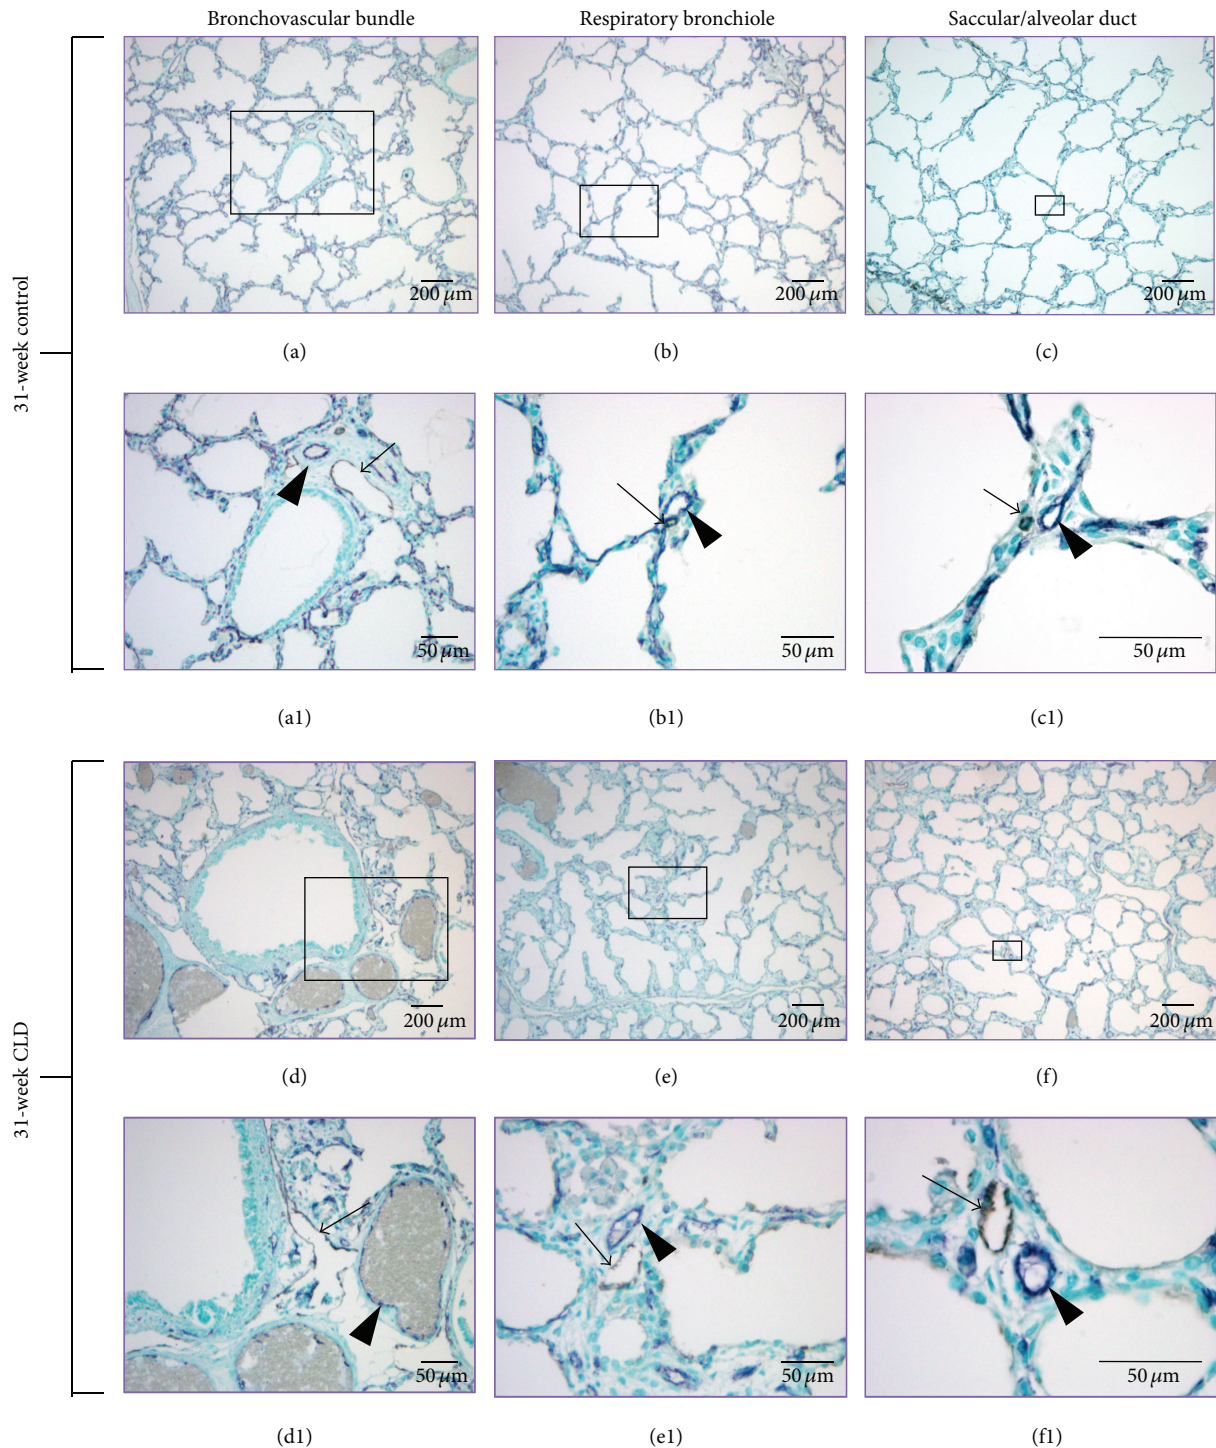 Bronchovascular bundle
Respiratory bronchiole
Saccular/alveolar duct
31-week control
200 µm
200 µm
200 µm
(a)
(b)
(c)
50 µm
50 µm
50 µm
(a1)
(b1)
(c1)
31-week CLD
200 µm
200 µm
200 µm
(d)
(e)
(f)
50 µm
50 µm
50 µm
(d1)
(e1)
(f1)